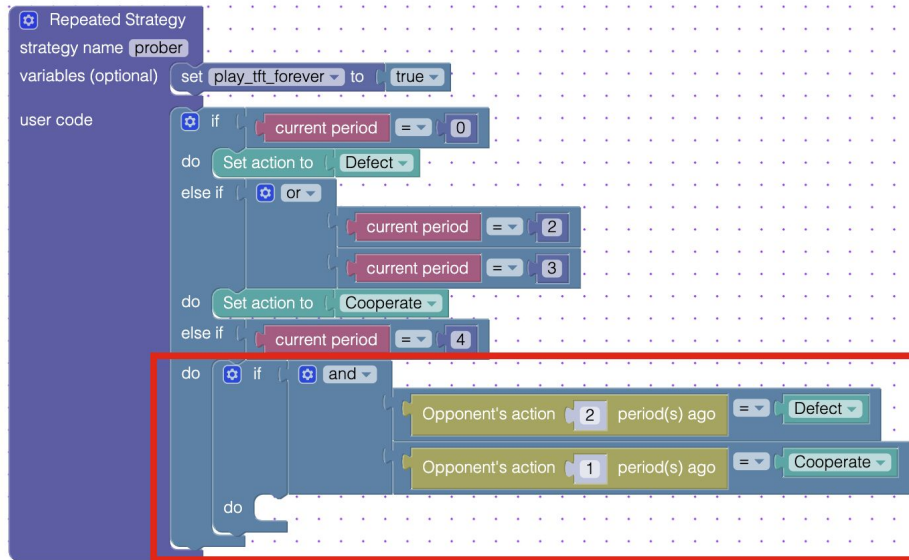 Repeated Strategy
strategy name prober
variables (optional) set play_tft_forever to true
user code if current period = 0
do Set action to Defect
else if or
current period = 2
current period = 3
do Set action to Cooperate
else if current period = 4
do if and
Opponent's action 2 period(s) ago = Defect
Opponent's action 1 period(s) ago = Cooperate
do